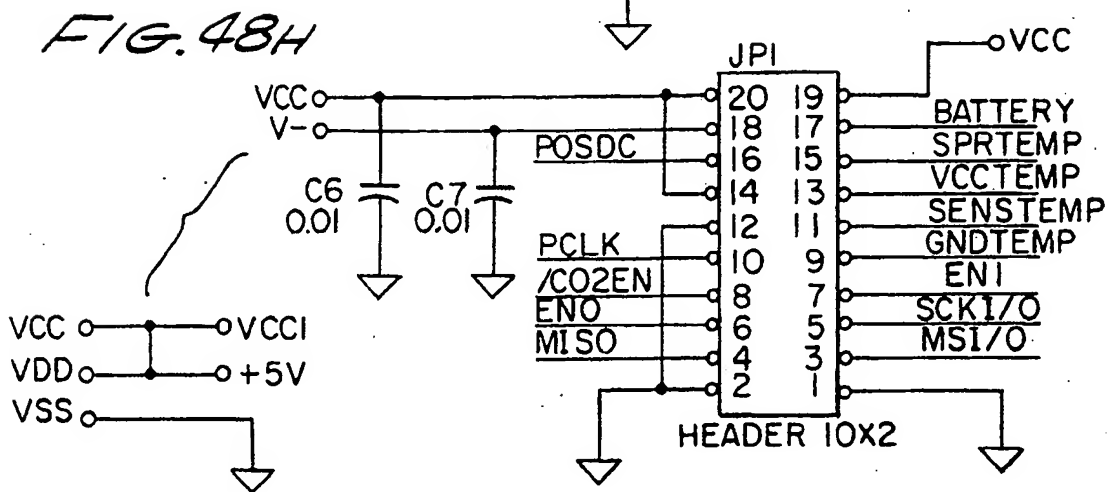 FIG. 48H
VCC
JP1
VCC
V-
20 19
18 17 BATTERY
POSDC 16 15 SPRTEMP
C6 0.01
C7 0.01
14 13 VCCTEMP
12 11 SENSTEMP
PCLK 10 9 GNDTEMP
/CO2EN 8 7 EN1
EN0 6 5 SCKI/O
MISO 4 3 MSI/O
2 1
HEADER 10X2
VCC VCC1
VDD +5V
VSS